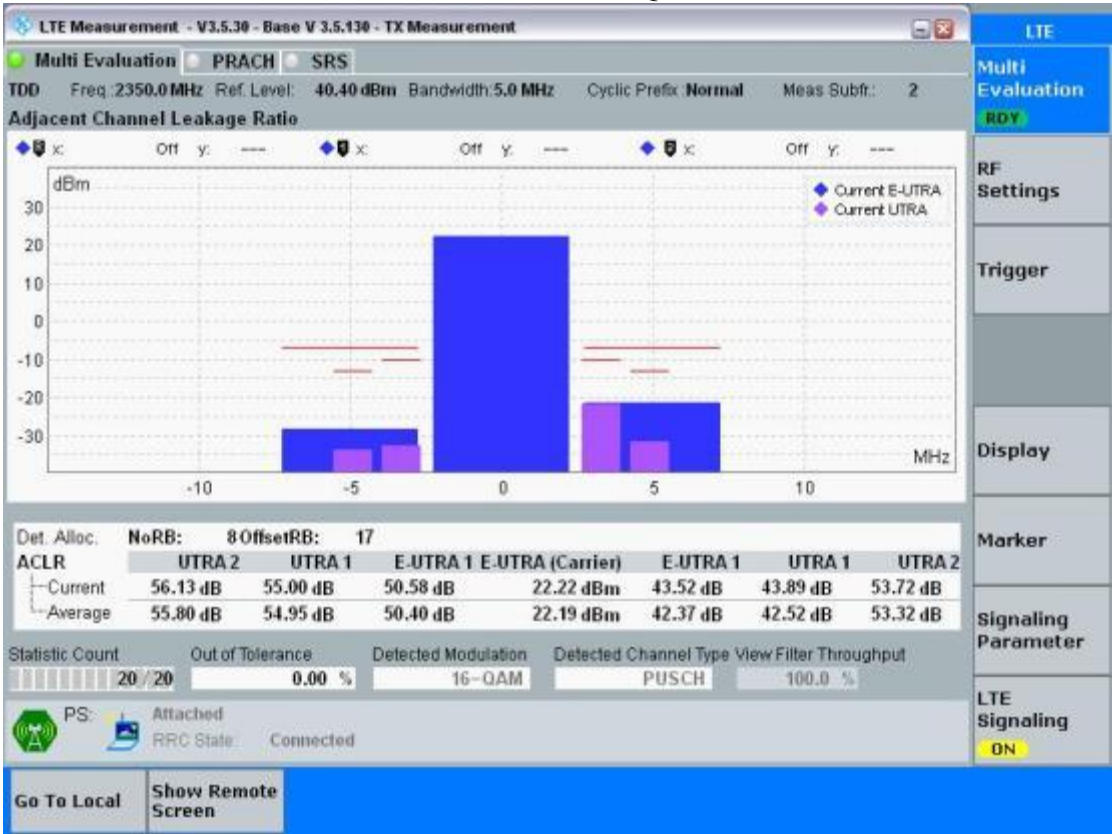 LTE Measurement - V3.5.30 - Base V 3.5.130 - TX Measurement
LTE
Multi Evaluation PRACH SRS
Multi
Evaluation
RDY
TDD Freq.:2350.0 MHz Ref. Level: 40.40 dBm Bandwidth:5.0 MHz Cyclic Prefix :Normal Meas Subfr.: 2
Adjacent Channel Leakage Ratio
x: Off y: --- x: Off y: --- x: Off y: ---
RF
Settings
dBm
Current E-UTRA
Current UTRA
30
20
10
0
-10
-20
-30
MHz
-10 -5 0 5 10
Trigger
Display
Marker
Det. Alloc. NoRB: 8 OffsetRB: 17
ACLR UTRA 2 UTRA 1 E-UTRA 1 E-UTRA (Carrier) E-UTRA 1 UTRA 1 UTRA 2
Current 56.13 dB 55.00 dB 50.58 dB 22.22 dBm 43.52 dB 43.89 dB 53.72 dB
Average 55.80 dB 54.95 dB 50.40 dB 22.19 dBm 42.37 dB 42.52 dB 53.32 dB
Signaling
Parameter
Statistic Count Out of Tolerance Detected Modulation Detected Channel Type View Filter Throughput
20 / 20 0.00 % 16-QAM PUSCH 100.0 %
PS: Attached
RRC State: Connected
LTE
Signaling
ON
Go To Local
Show Remote
Screen